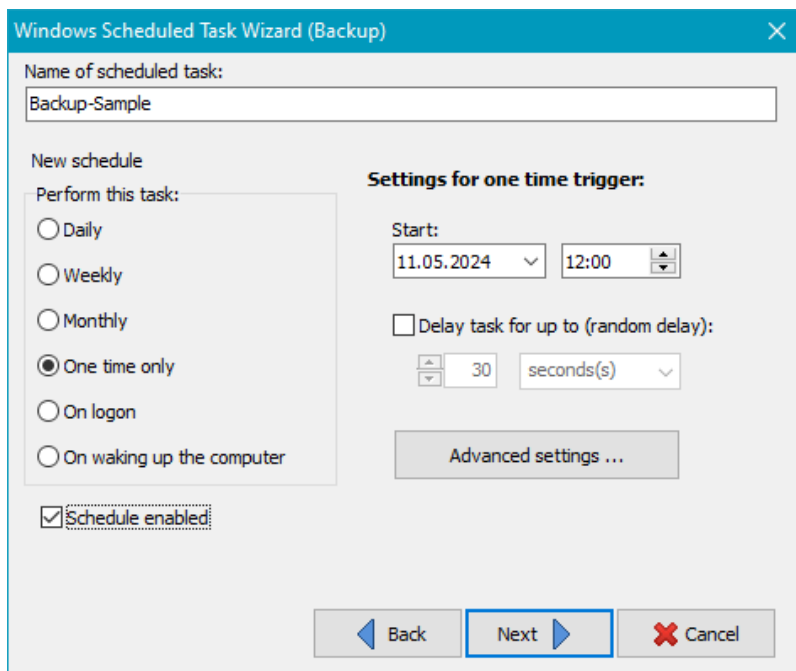 Windows Scheduled Task Wizard (Backup)
Name of scheduled task:
Backup-Sample
New schedule
Perform this task:
Daily
Weekly
Monthly
One time only
On logon
On waking up the computer
Schedule enabled
Settings for one time trigger:
Start:
11.05.2024 12:00
Delay task for up to (random delay):
30 seconds(s)
Advanced settings ...
Back Next Cancel